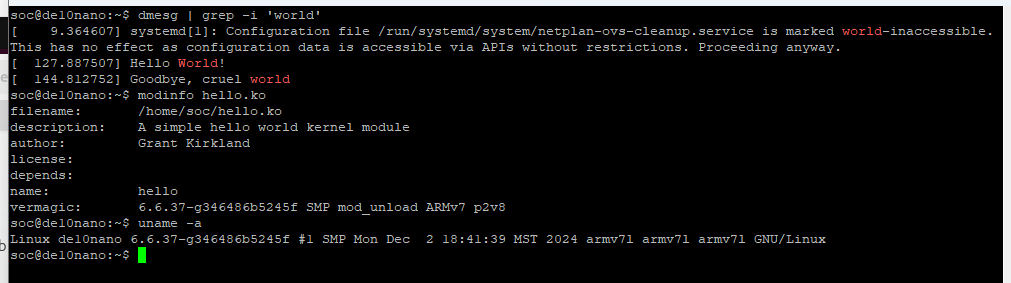 soc@de10nano:~$ dmesg | grep -i 'world'
[    9.364607] systemd[1]: Configuration file /run/systemd/system/netplan-ovs-cleanup.service is marked world-inaccessible.
This has no effect as configuration data is accessible via APIs without restrictions. Proceeding anyway.
[  127.887507] Hello World!
[  144.812752] Goodbye, cruel world
soc@de10nano:~$ modinfo hello.ko
filename:       /home/soc/hello.ko
description:    A simple hello world kernel module
author:         Grant Kirkland
license:
depends:
name:           hello
vermagic:       6.6.37-g346486b5245f SMP mod_unload ARMv7 p2v8
soc@de10nano:~$ uname -a
Linux de10nano 6.6.37-g346486b5245f #1 SMP Mon Dec  2 18:41:39 MST 2024 armv7l armv7l armv7l GNU/Linux
soc@de10nano:~$